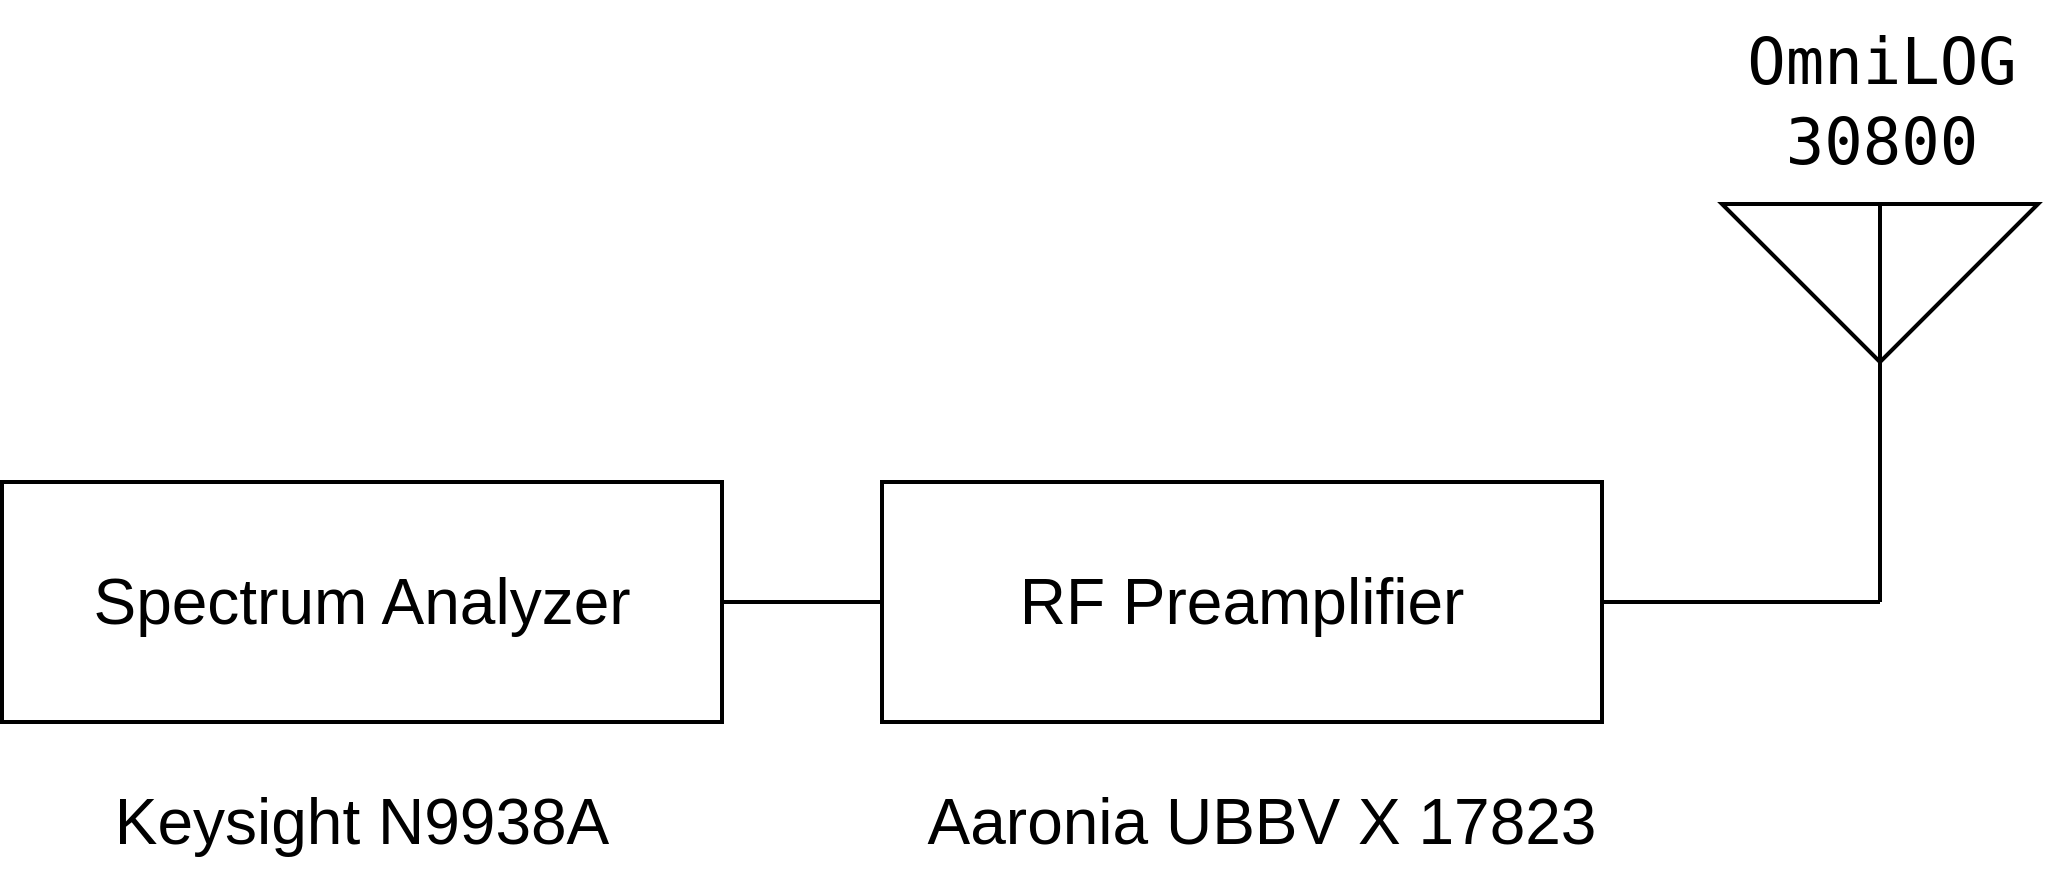 OmniLOG
30800
Spectrum Analyzer
RF Preamplifier
Keysight N9938A
Aaronia UBBV X 17823